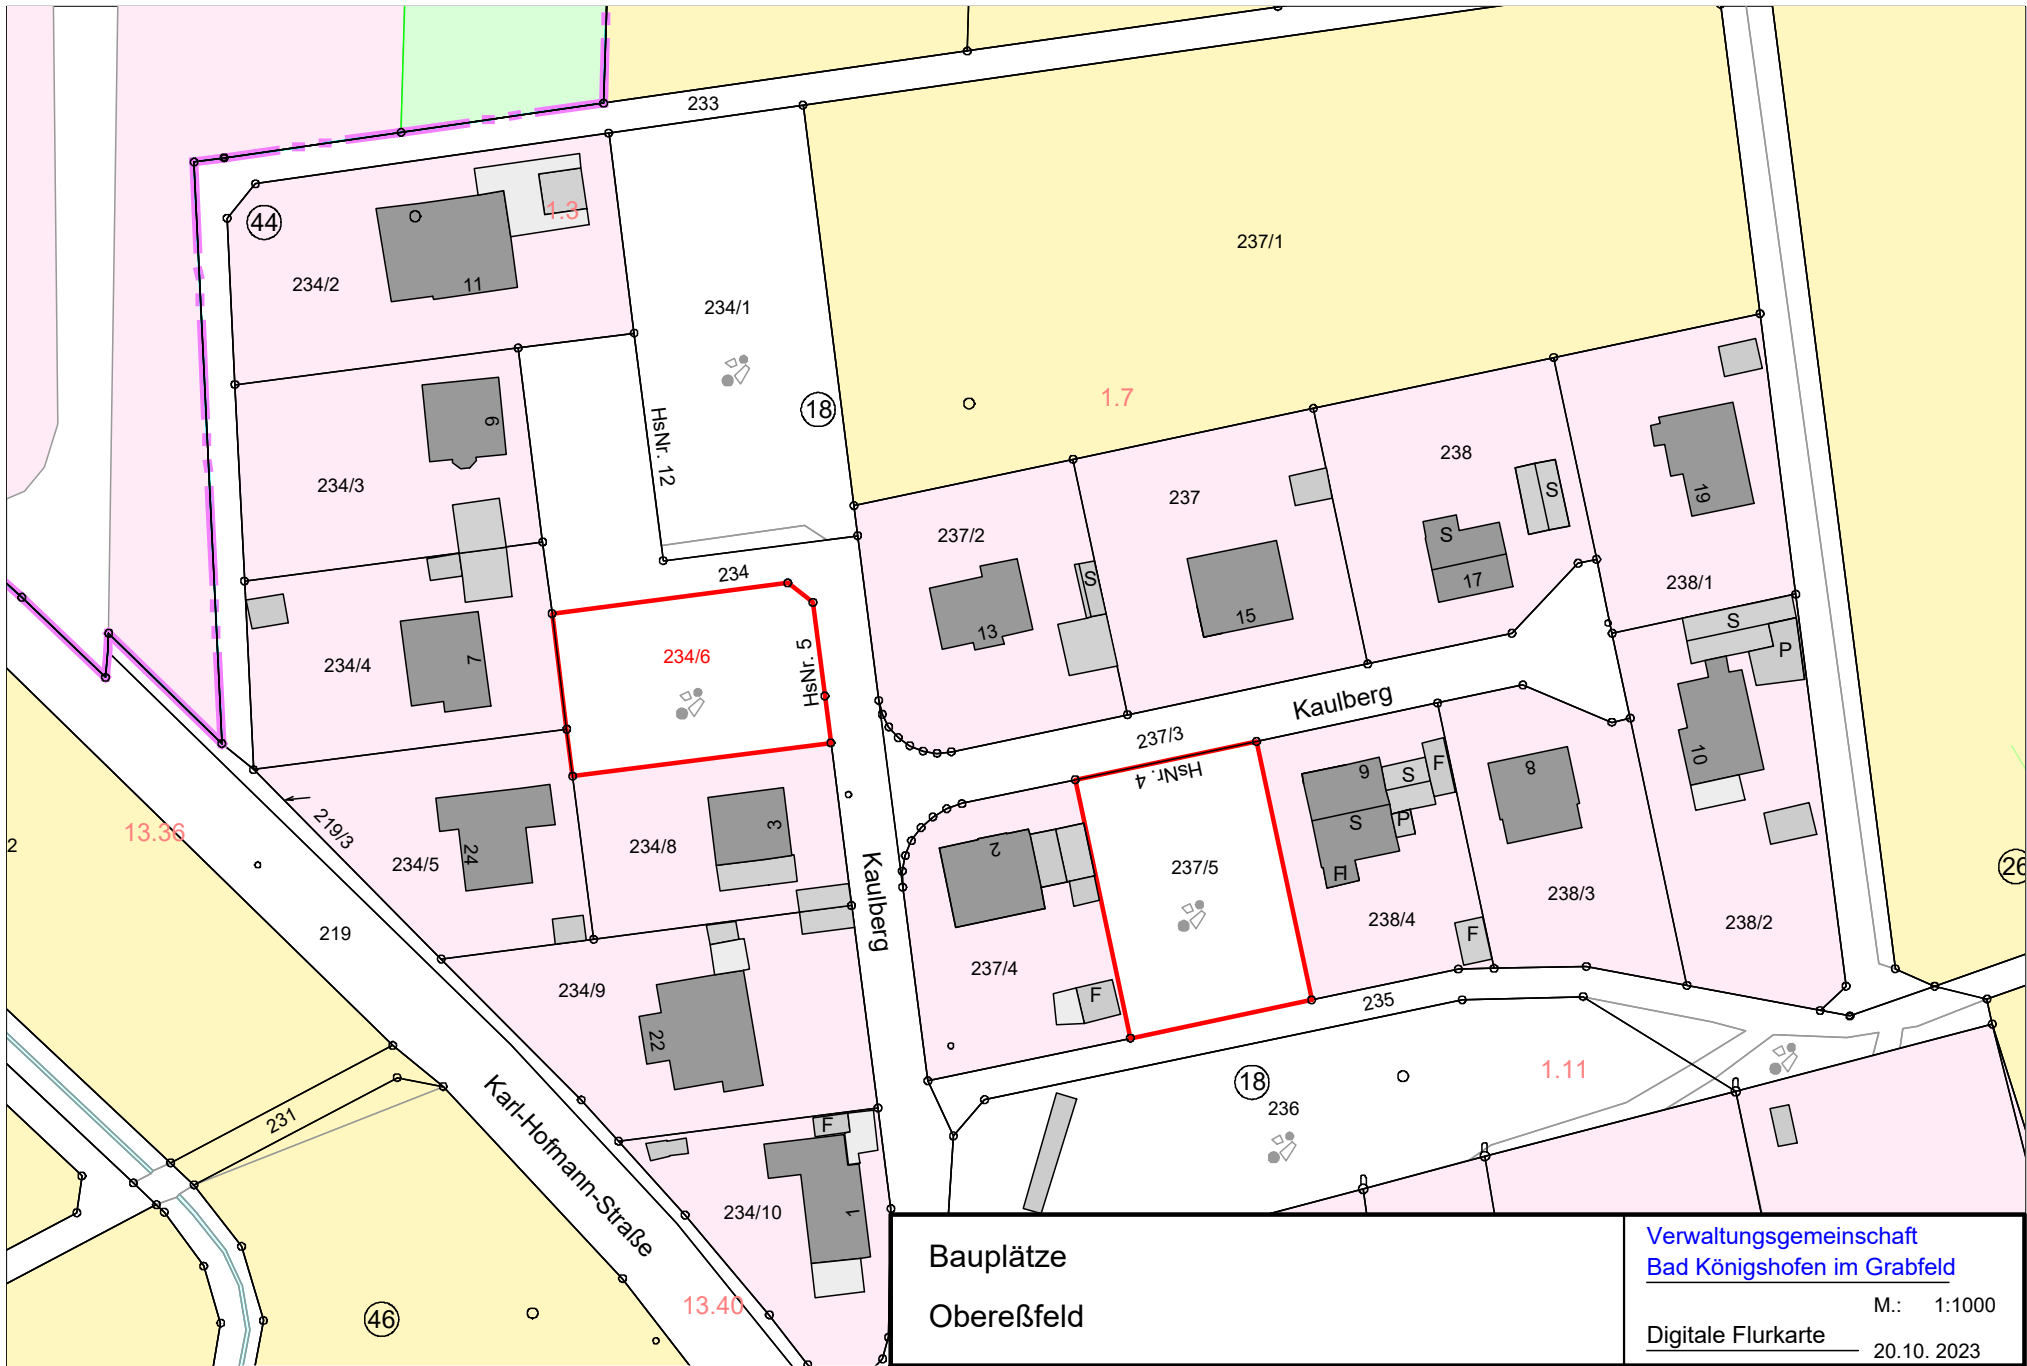 233
44
1.3
237/1
234/2
11
234/1
1.7
18
HsNr. 12
9
238
237
234/3
S
19
S
237/2
17
234
S
238/1
15
13
S
234/6
HsNr. 5
P
234/4
7
Kaulberg
237/3
10
HsNr. 4
9
S
F
8
219/3
13.36
2
3
P
S
2
24
234/5
234/8
237/5
26
Fl
238/3
Kaulberg
238/4
238/2
219
F
237/4
234/9
F
235
22
1.11
18
236
Karl-Hofmann-Straße
231
F
234/10
1
13.40
46
Bauplätze
Obereßfeld
Verwaltungsgemeinschaft
Bad Königshofen im Grabfeld
M.: 1:1000
Digitale Flurkarte
20.10. 2023